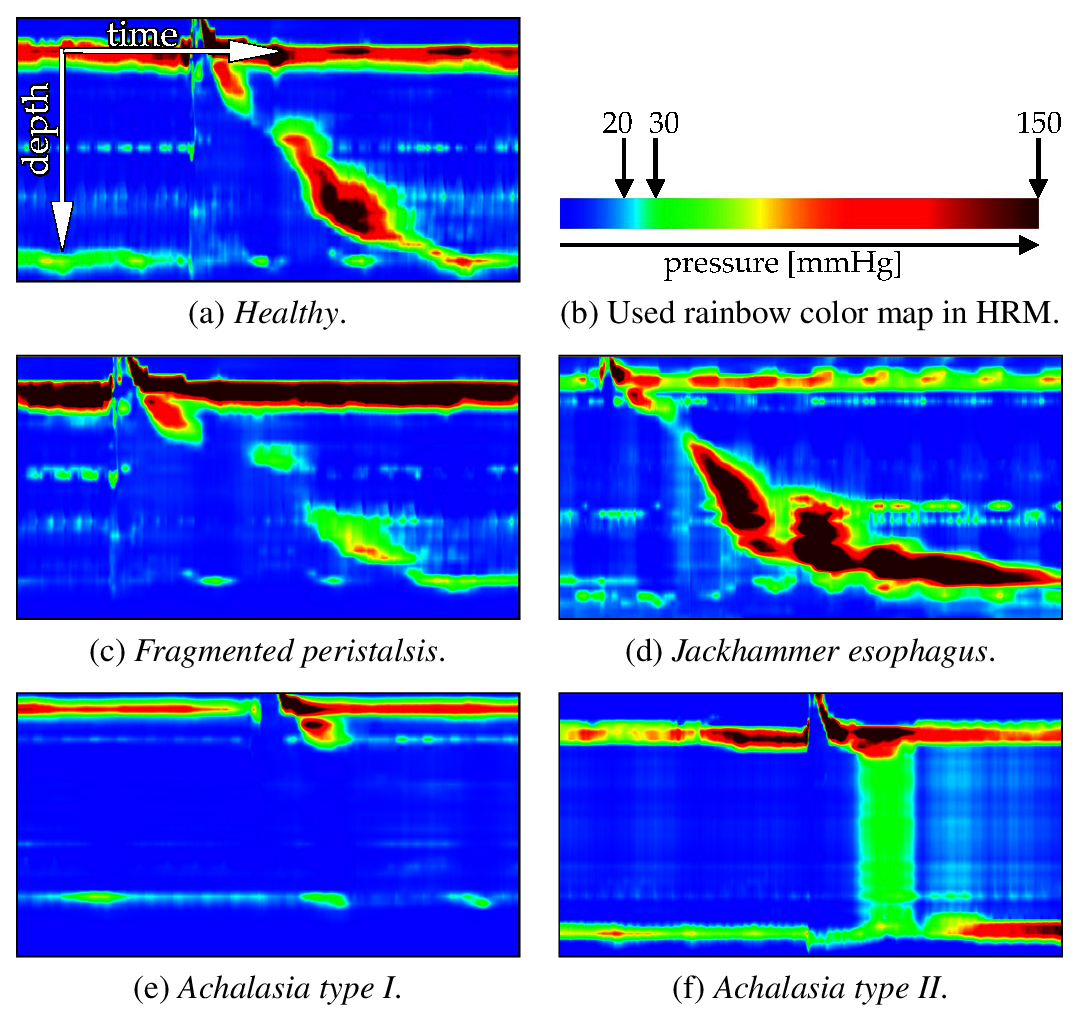 time
depth
20 30 150
pressure [mmHg]
(a) Healthy.
(b) Used rainbow color map in HRM.
(c) Fragmented peristalsis.
(d) Jackhammer esophagus.
(e) Achalasia type I.
(f) Achalasia type II.